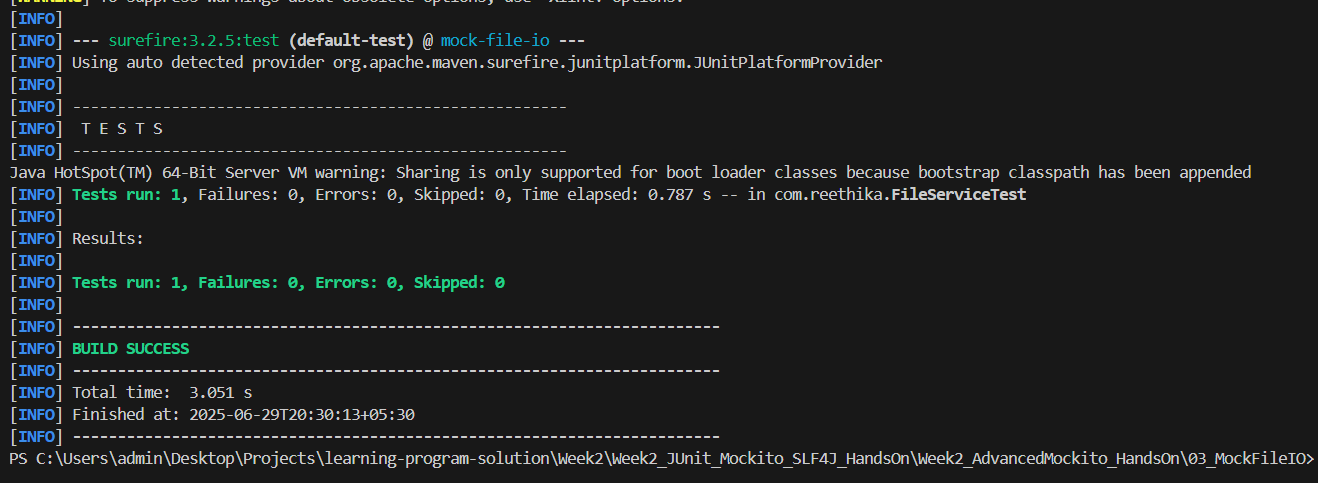 [WARNING] To suppress warnings about obsolete options, use -Xlint:-options.
[INFO]
[INFO] --- surefire:3.2.5:test (default-test) @ mock-file-io ---
[INFO] Using auto detected provider org.apache.maven.surefire.junitplatform.JUnitPlatformProvider
[INFO]
[INFO] -------------------------------------------------------
[INFO]  T E S T S
[INFO] -------------------------------------------------------
Java HotSpot(TM) 64-Bit Server VM warning: Sharing is only supported for boot loader classes because bootstrap classpath has been appended
[INFO] Tests run: 1, Failures: 0, Errors: 0, Skipped: 0, Time elapsed: 0.787 s -- in com.reethika.FileServiceTest
[INFO]
[INFO] Results:
[INFO]
[INFO] Tests run: 1, Failures: 0, Errors: 0, Skipped: 0
[INFO]
[INFO] ------------------------------------------------------------------------
[INFO] BUILD SUCCESS
[INFO] ------------------------------------------------------------------------
[INFO] Total time:  3.051 s
[INFO] Finished at: 2025-06-29T20:30:13+05:30
[INFO] ------------------------------------------------------------------------
PS C:\Users\admin\Desktop\Projects\learning-program-solution\Week2\Week2_JUnit_Mockito_SLF4J_HandsOn\Week2_AdvancedMockito_HandsOn\03_MockFileIO>